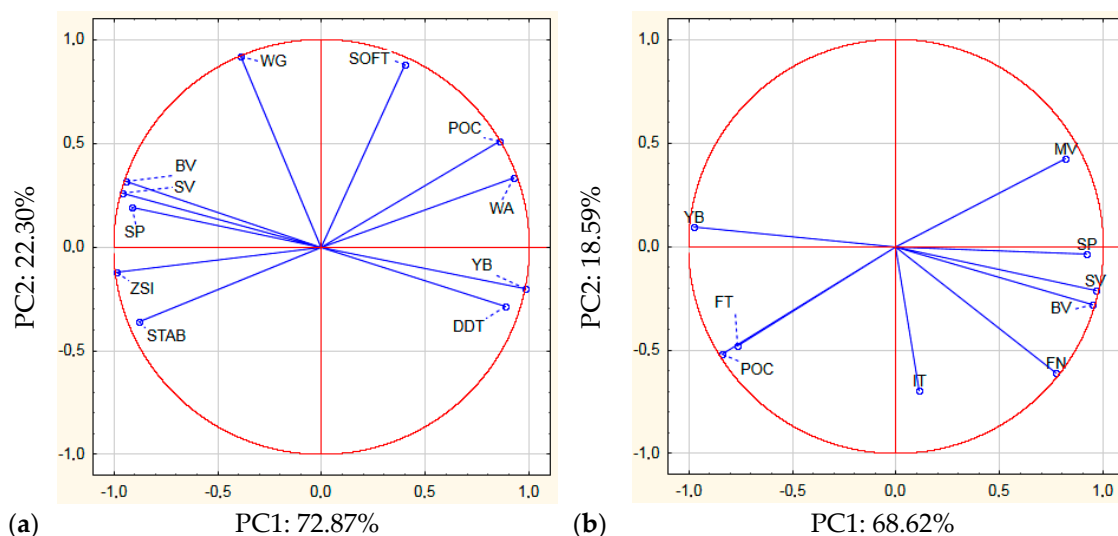 1.0
0.5
0.0
-0.5
-1.0
-1.0
-0.5
0.0
0.5
1.0
WG
SOFT
POC
WA
BV
SV
SP
ZSI
STAB
YB
DDT
PC2: 22.30%
(a)
PC1: 72.87%
1.0
0.5
0.0
-0.5
-1.0
-1.0
-0.5
0.0
0.5
1.0
MV
YB
SP
SV
BV
FT
POC
IT
FN
PC2: 18.59%
(b)
PC1: 68.62%